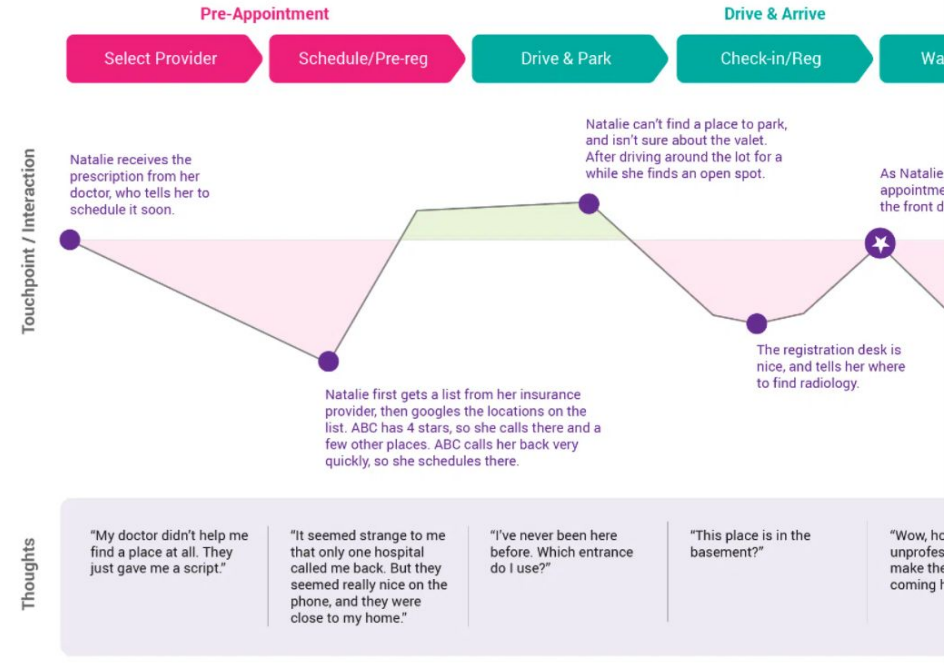 Pre-Appointment
Drive & Arrive
Select Provider
Schedule/Pre-reg
Drive & Park
Check-in/Reg
Touchpoint / Interaction
Natalie receives the
prescription from her
doctor, who tells her to
schedule it soon.
Natalie first gets a list from her insurance
provider, then googles the locations on the
list. ABC has 4 stars, so she calls there and a
few other places. ABC calls her back very
quickly, so she schedules there.
Natalie can’t find a place to park,
and isn’t sure about the valet.
After driving around the lot for a
while she finds an open spot.
The registration desk is
nice, and tells her where
to find radiology.
As Natalie
the front
Thoughts
“My doctor didn’t help me
find a place at all. They
just gave me a script.”
“It seemed strange to me
that only one hospital
called me back. But they
seemed really nice on the
phone, and they were
close to my home.”
“I’ve never been here
before. Which entrance
do I use?”
“This place is in the
basement?”
“Wow,
make
coming